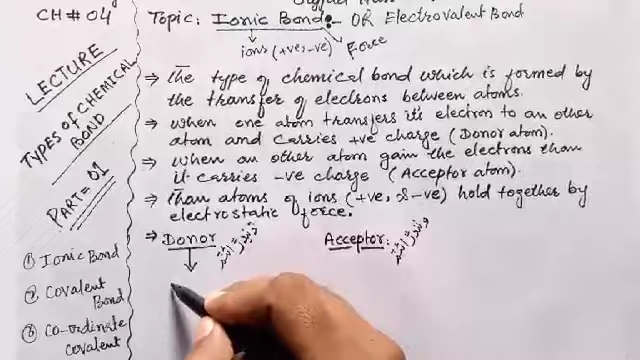 CH # 04
Topic: Ionic Bond:- OR Electrovalent Bond
ions (+ve, -ve) Force
LECTURE
TYPES OF CHEMICAL
BOND
PART= 01
① Ionic Bond
② Covalent
Bond
③ Co-ordinate
Covalent
⇒ The type of chemical bond which is formed by
the transfer of electrons between atoms.
⇒ when one atom transfers it's electron to an other
atom and carries +ve charge (Donor atom).
⇒ when an other atom gain the electrons than
it carries -ve charge (Acceptor atom).
⇒ Than atoms of ions (+ve, & -ve) hold together by
electrostatic force.
⇒ Donor Acceptor: